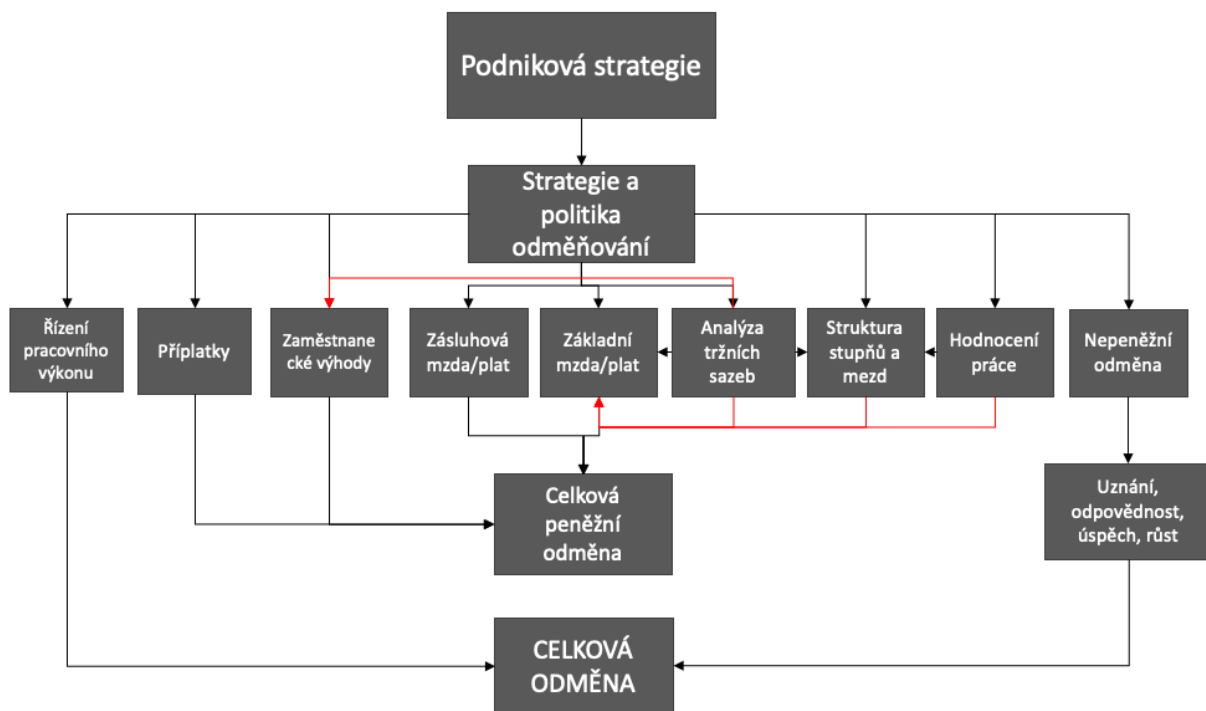 Podniková strategie
Strategie a
politika
odměňování
Řízení
pracovního
výkonu
Příplatky
Zaměstnane
cké výhody
Zásluhová
mzda/plat
Základní
mzda/plat
Analýza
tržních
sazeb
Struktura
stupňů a
mezd
Hodnocení
práce
Nepeněžní
odměna
Celková
peněžní
odměna
Uznání,
odpovědnost,
úspěch, růst
CELKOVÁ
ODMĚNA